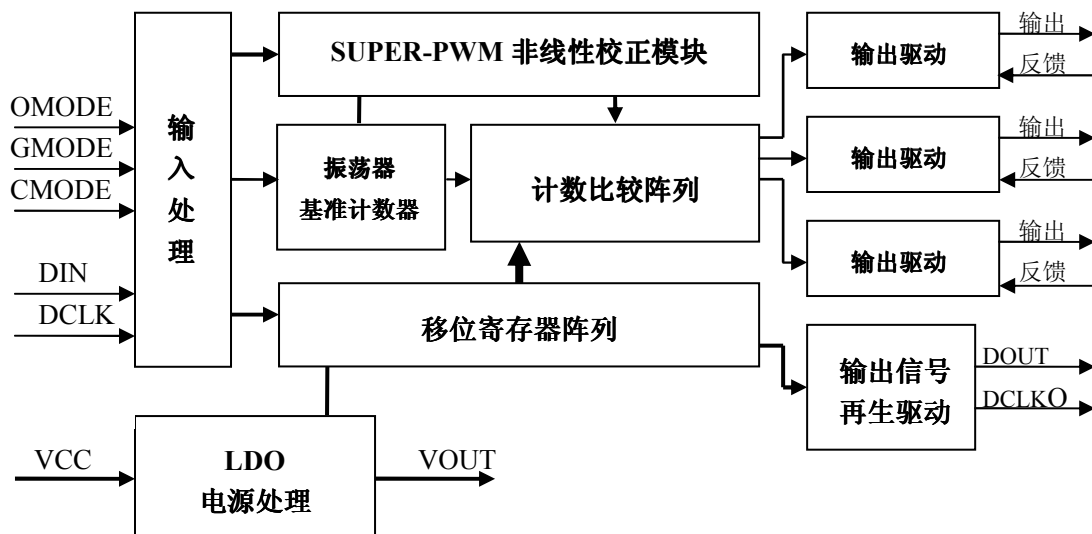 SUPER-PWM 非线性校正模块
OMODE
GMODE
CMODE
DIN
DCLK
输
入
处
理
振荡器
基准计数器
计数比较阵列
移位寄存器阵列
输出驱动
输出
反馈
输出驱动
输出
反馈
输出驱动
输出
反馈
输出信号
再生驱动
DOUT
DCLKO
VCC
LDO
电源处理
VOUT